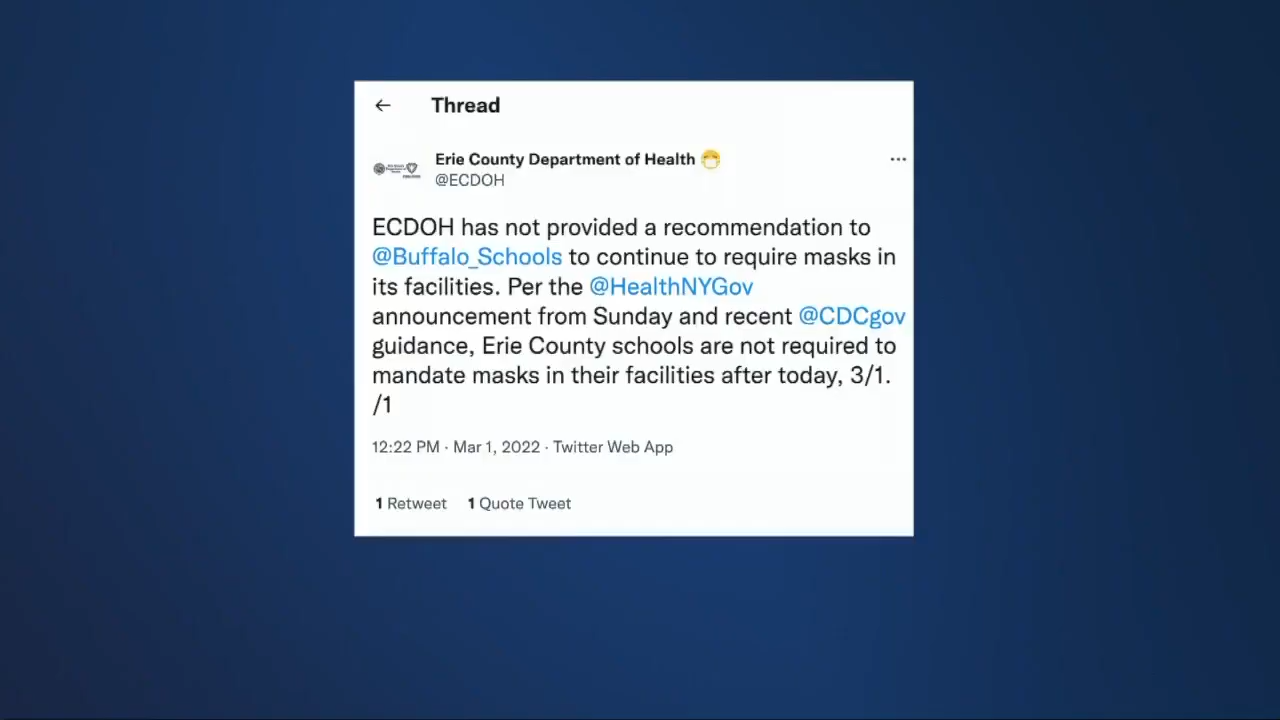 Thread
Erie County Department of Health
@ECDOH
ECDOH has not provided a recommendation to
@Buffalo_Schools to continue to require masks in
its facilities. Per the @HealthNYGov
announcement from Sunday and recent @CDCgov
guidance, Erie County schools are not required to
mandate masks in their facilities after today, 3/1.
/1
12:22 PM · Mar 1, 2022 · Twitter Web App
1 Retweet 1 Quote Tweet